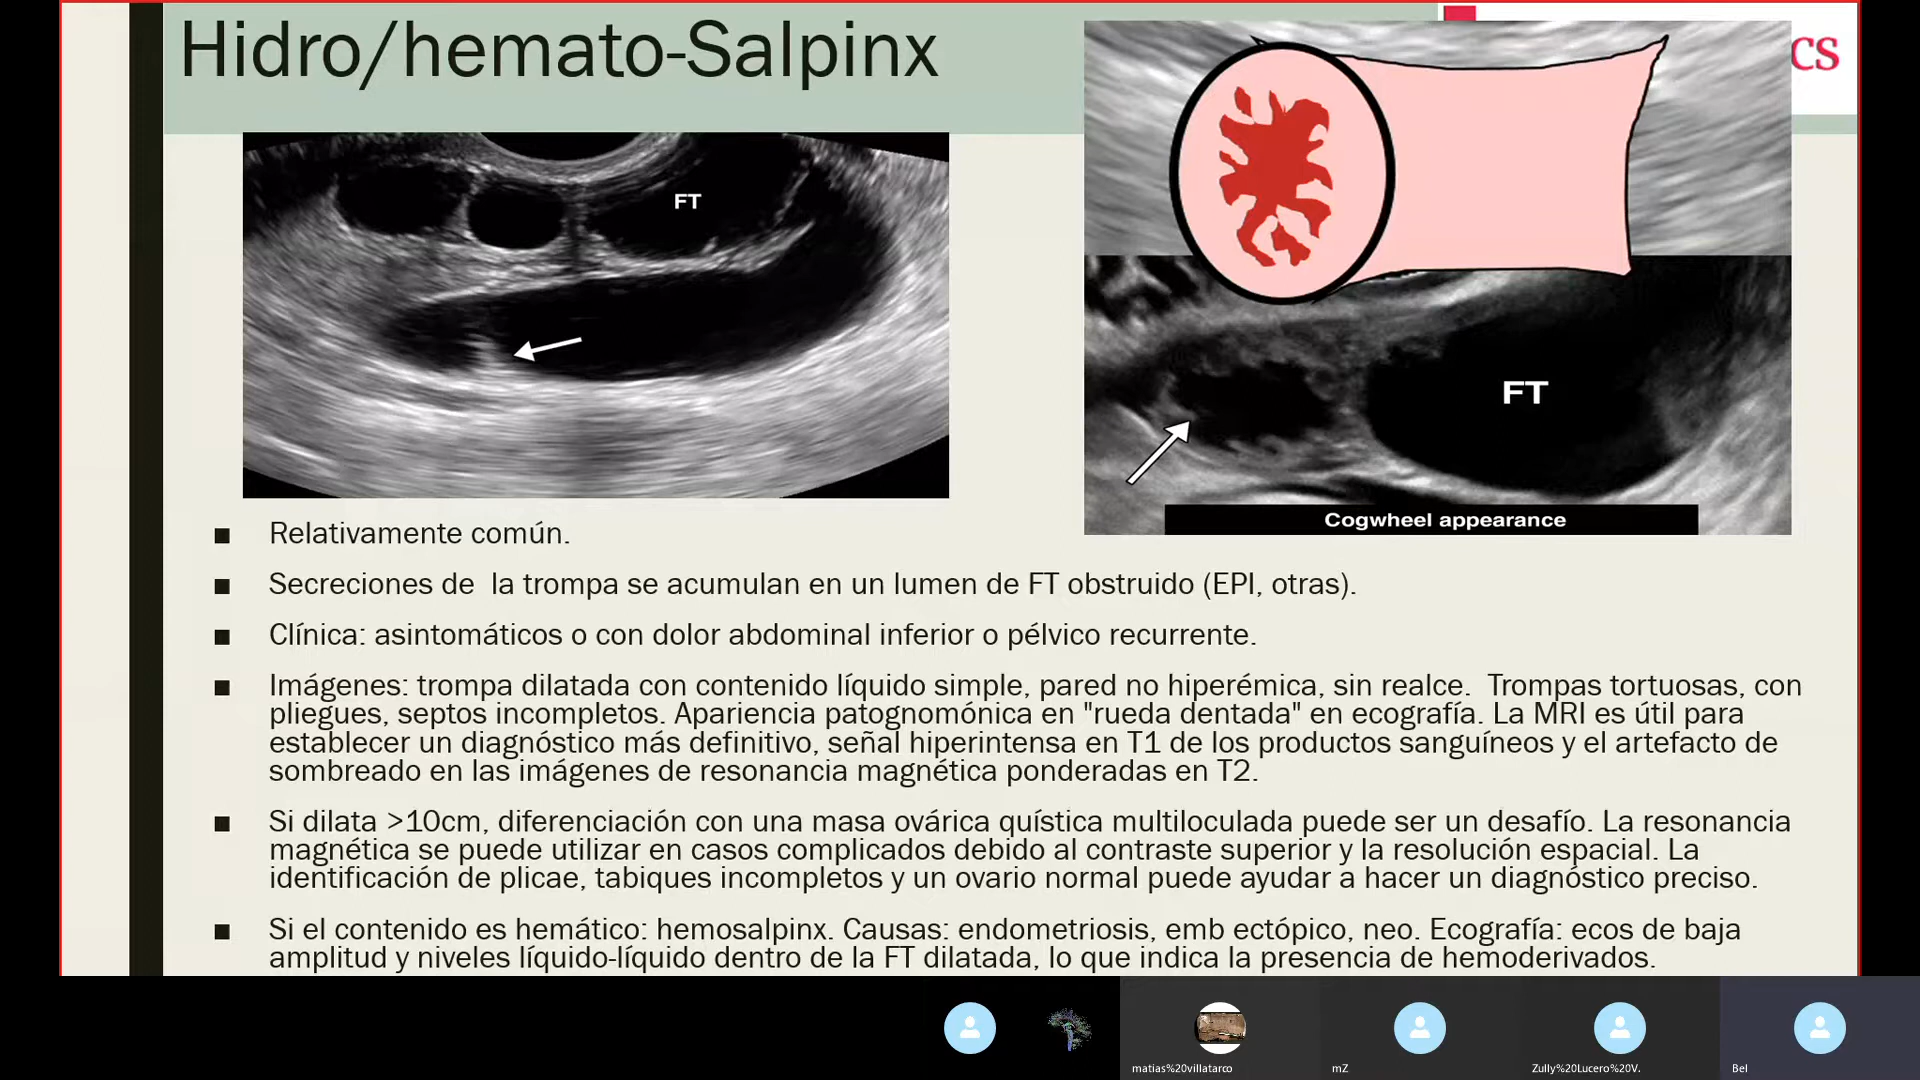 Hidro/hemato-Salpinx
cs
FT
FT
Cogwheel appearance
■ Relativamente común.
■ Secreciones de  la trompa se acumulan en un lumen de FT obstruido (EPI, otras).
■ Clínica: asintomáticos o con dolor abdominal inferior o pélvico recurrente.
■ Imágenes: trompa dilatada con contenido líquido simple, pared no hiperémica, sin realce.  Trompas tortuosas, con
pliegues, septos incompletos. Apariencia patognomónica en "rueda dentada" en ecografía. La MRI es útil para
establecer un diagnóstico más definitivo, señal hiperintensa en T1 de los productos sanguíneos y el artefacto de
sombreado en las imágenes de resonancia magnética ponderadas en T2.
■ Si dilata >10cm, diferenciación con una masa ovárica quística multiloculada puede ser un desafío. La resonancia
magnética se puede utilizar en casos complicados debido al contraste superior y la resolución espacial. La
identificación de plicae, tabiques incompletos y un ovario normal puede ayudar a hacer un diagnóstico preciso.
■ Si el contenido es hemático: hemosalpinx. Causas: endometriosis, emb ectópico, neo. Ecografía: ecos de baja
amplitud y niveles líquido-líquido dentro de la FT dilatada, lo que indica la presencia de hemoderivados.
matias%20villatarco
mZ
Zully%20Lucero%20V.
Bel